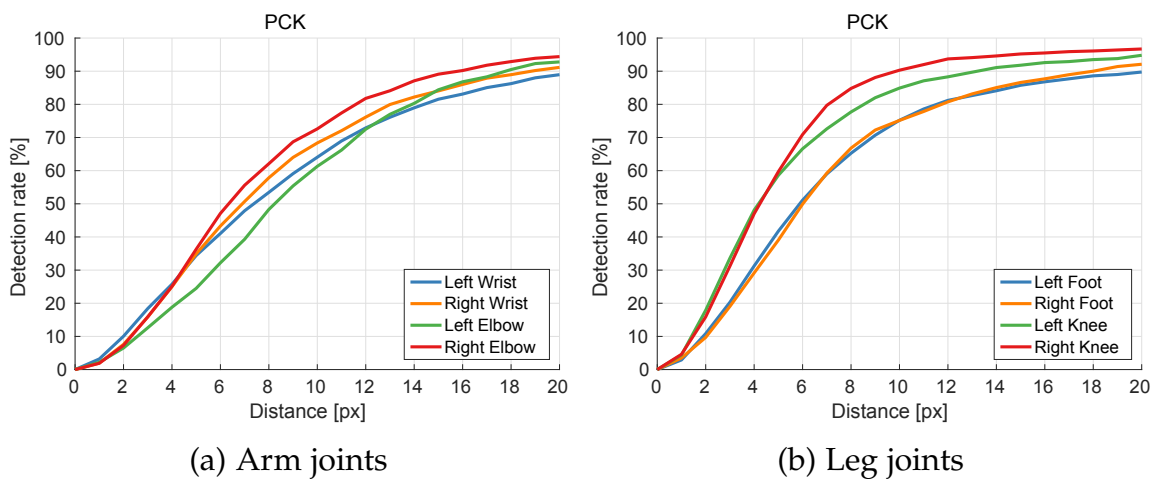 PCK
100
90
80
70
60
50
40
30
20
10
0
Detection rate [%]
0 2 4 6 8 10 12 14 16 18 20
Distance [px]
Left Wrist
Right Wrist
Left Elbow
Right Elbow
(a) Arm joints
PCK
100
90
80
70
60
50
40
30
20
10
0
Detection rate [%]
0 2 4 6 8 10 12 14 16 18 20
Distance [px]
Left Foot
Right Foot
Left Knee
Right Knee
(b) Leg joints